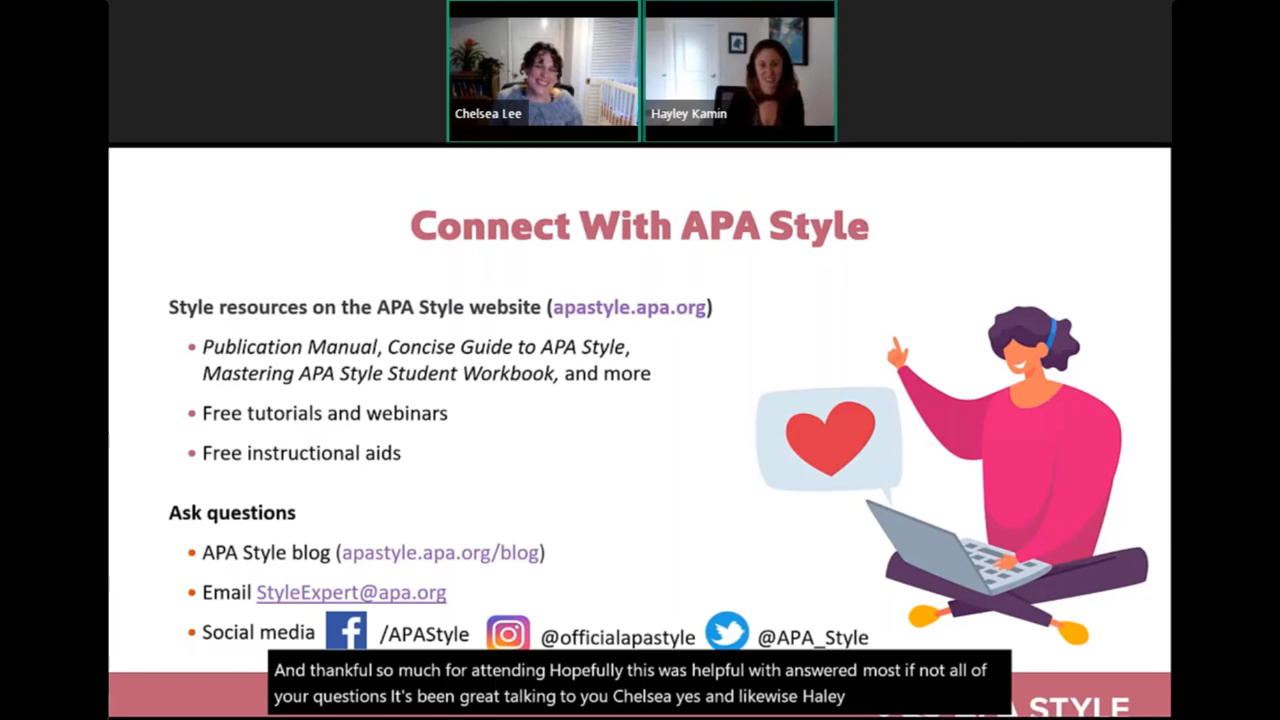 Chelsea Lee
Hayley Kamin
Connect With APA Style
Style resources on the APA Style website (apastyle.apa.org)
• Publication Manual, Concise Guide to APA Style,
Mastering APA Style Student Workbook, and more
• Free tutorials and webinars
• Free instructional aids
Ask questions
• APA Style blog (apastyle.apa.org/blog)
• Email StyleExpert@apa.org
• Social media /APAStyle @officialapastyle @APA_Style
And thankful so much for attending Hopefully this was helpful with answered most if not all of
your questions It's been great talking to you Chelsea yes and likewise Haley
STYLE